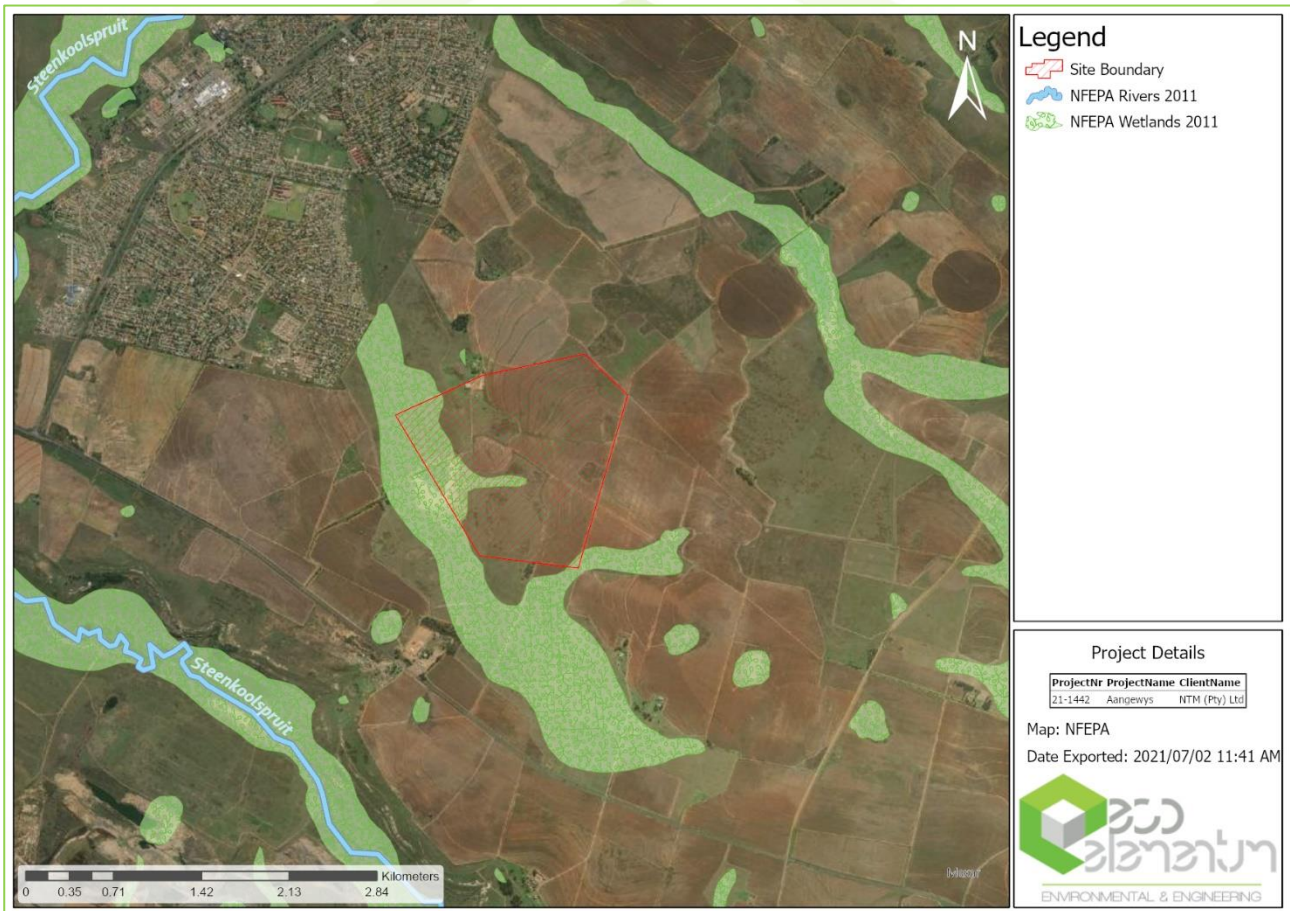 Steenkoolspruit
N
Steenkoolspruit
0 0.35 0.71 1.42 2.13 2.84
Kilometers
Maxar
Legend
Site Boundary
NFEPA Rivers 2011
NFEPA Wetlands 2011
Project Details
ProjectNr ProjectName ClientName
21-1442 Aangewys NTM (Pty) Ltd
Map: NFEPA
Date Exported: 2021/07/02 11:41 AM
eco
elementum
ENVIRONMENTAL & ENGINEERING